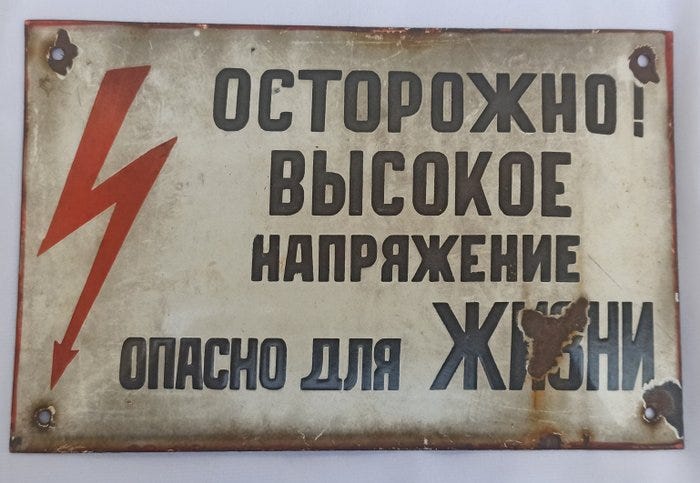 ОСТОРОЖНО!
ВЫСОКОЕ
НАПРЯЖЕНИЕ
ОПАСНО ДЛЯ ЖИЗНИ